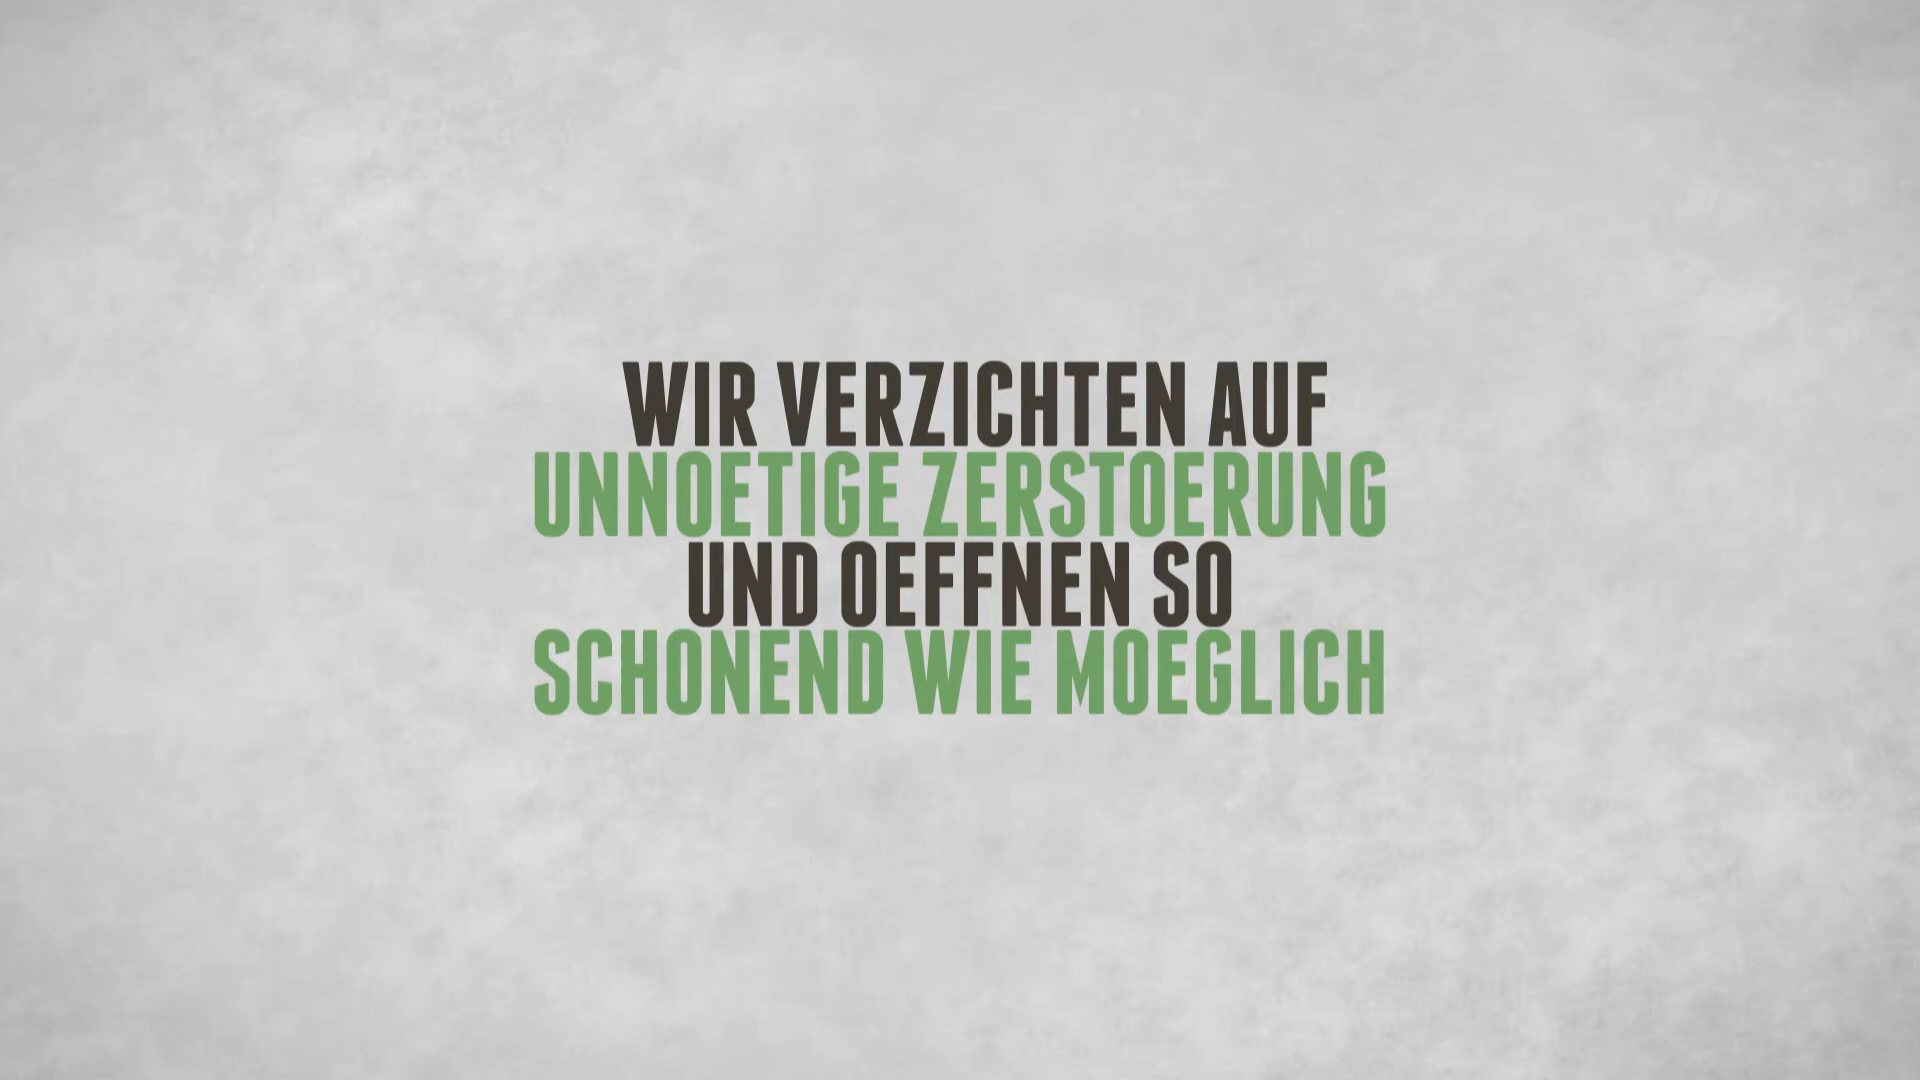 WIR VERZICHTEN AUF
UNNOETIGE ZERSTOERUNG
UND OEFFNEN SO
SCHONEND WIE MOEGLICH